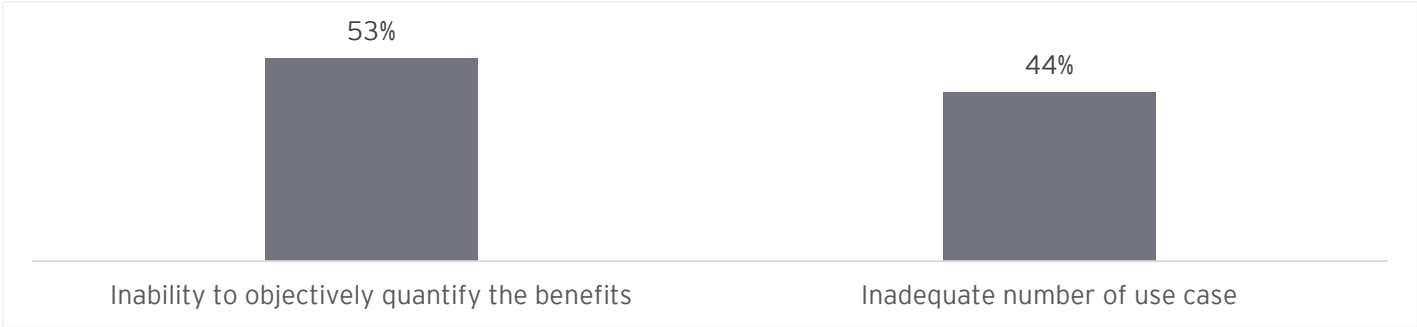 53%
44%
Inability to objectively quantify the benefits
Inadequate number of use case